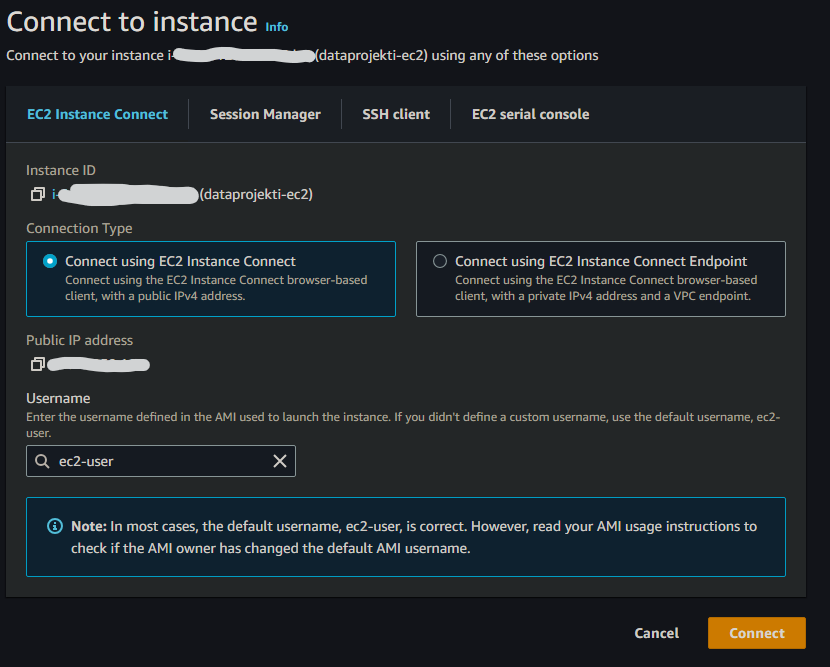 Connect to instance Info
Connect to your instance i- (dataprojekti-ec2) using any of these options
EC2 Instance Connect
Session Manager
SSH client
EC2 serial console
Instance ID
i- (dataprojekti-ec2)
Connection Type
Connect using EC2 Instance Connect
Connect using the EC2 Instance Connect browser-based
client, with a public IPv4 address.
Connect using EC2 Instance Connect Endpoint
Connect using the EC2 Instance Connect browser-based
client, with a private IPv4 address and a VPC endpoint.
Public IP address
Username
Enter the username defined in the AMI used to launch the instance. If you didn't define a custom username, use the default username, ec2-
user.
ec2-user
Note: In most cases, the default username, ec2-user, is correct. However, read your AMI usage instructions to
check if the AMI owner has changed the default AMI username.
Cancel
Connect